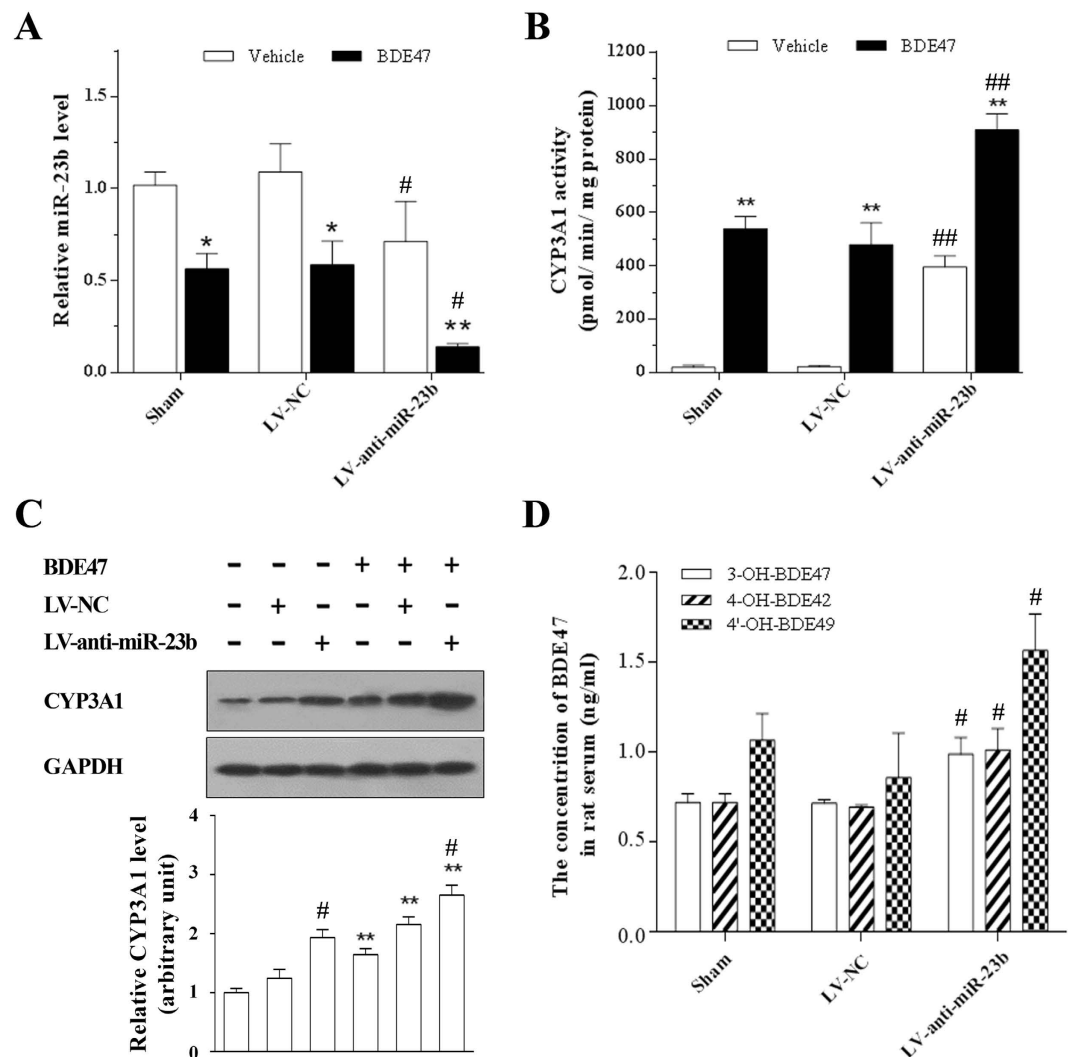 A
Vehicle BDE47
Relative miR-23b level
1.5
1.0
0.5
0.0
*
*
#
#
**
Sham
LV-NC
LV-anti-miR-23b
B
Vehicle BDE47
CYP3A1 activity
(pmol/ min/ mg protein)
1200
1000
800
600
400
200
0
**
**
##
##
**
Sham
LV-NC
LV-anti-miR-23b
C
BDE47 - - - + + +
LV-NC - + - - + -
LV-anti-miR-23b - - + - - +
CYP3A1
GAPDH
Relative CYP3A1 level
(arbitrary unit)
4
3
2
1
0
#
**
**
#
**
D
3-OH-BDE47
4-OH-BDE42
4'-OH-BDE49
The concentrition of BDE47
in rat serum (ng/ml)
2.0
1.5
1.0
0.5
0.0
#
#
#
Sham
LV-NC
LV-anti-miR-23b